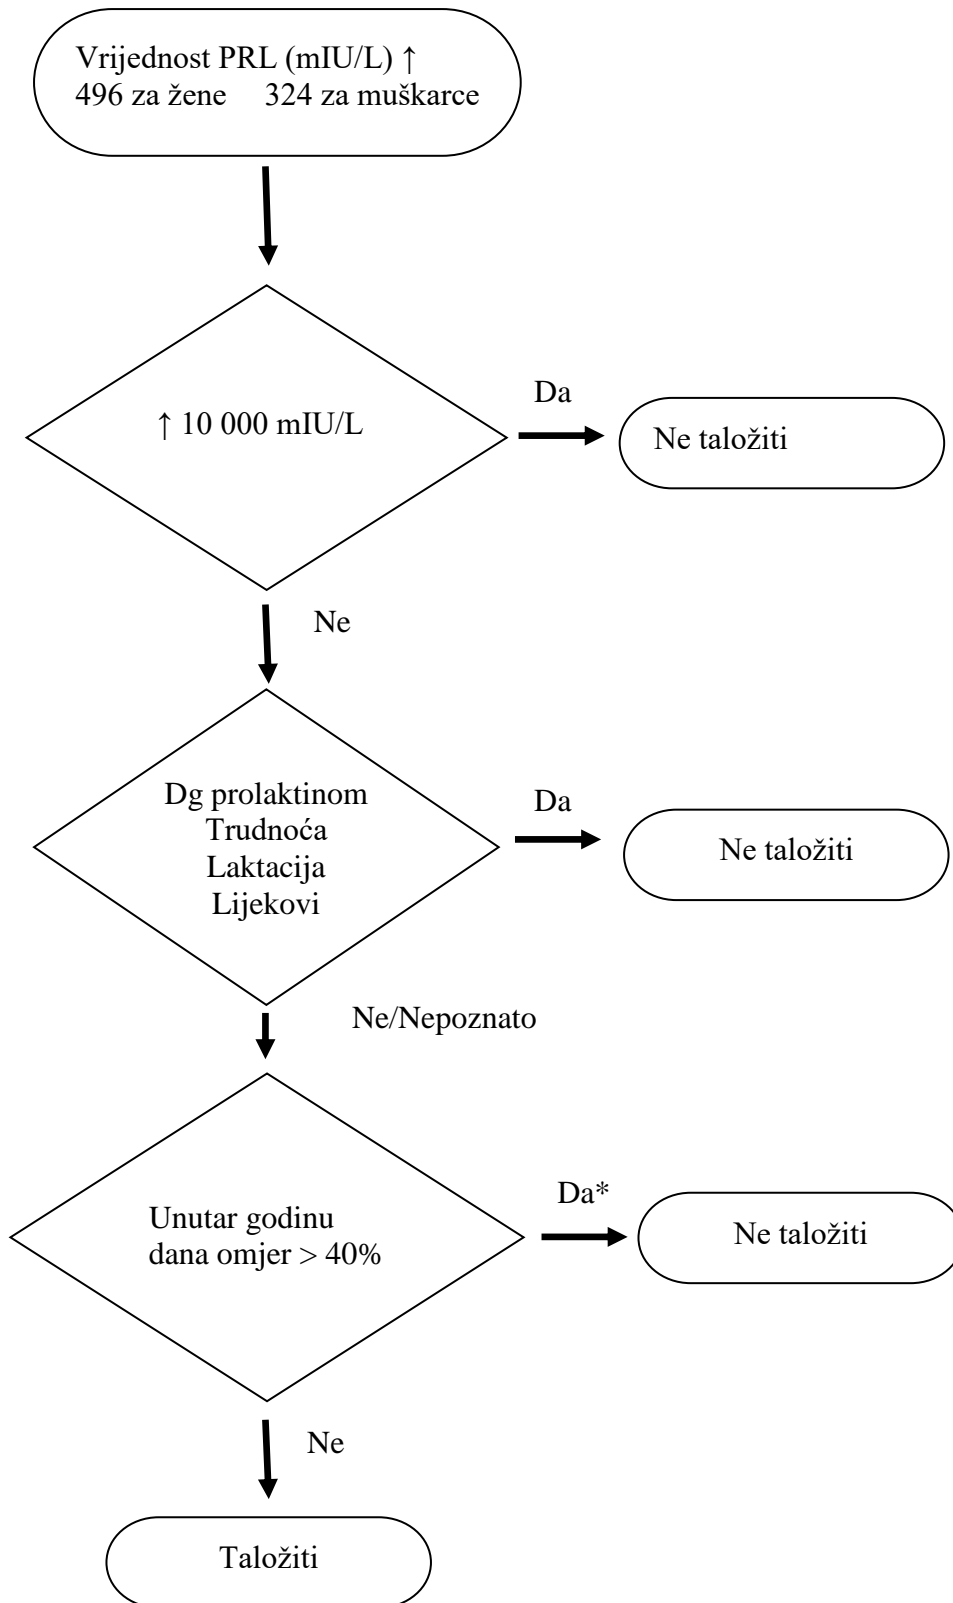 Vrijednost PRL (mIU/L) ↑
496 za žene 324 za muškarce
↑ 10 000 mIU/L
Da
Ne taložiti
Ne
Dg prolaktinom
Trudnoća
Laktacija
Lijekovi
Da
Ne taložiti
Ne/Nepoznato
Unutar godinu
dana omjer > 40%
Da*
Ne taložiti
Ne
Taložiti